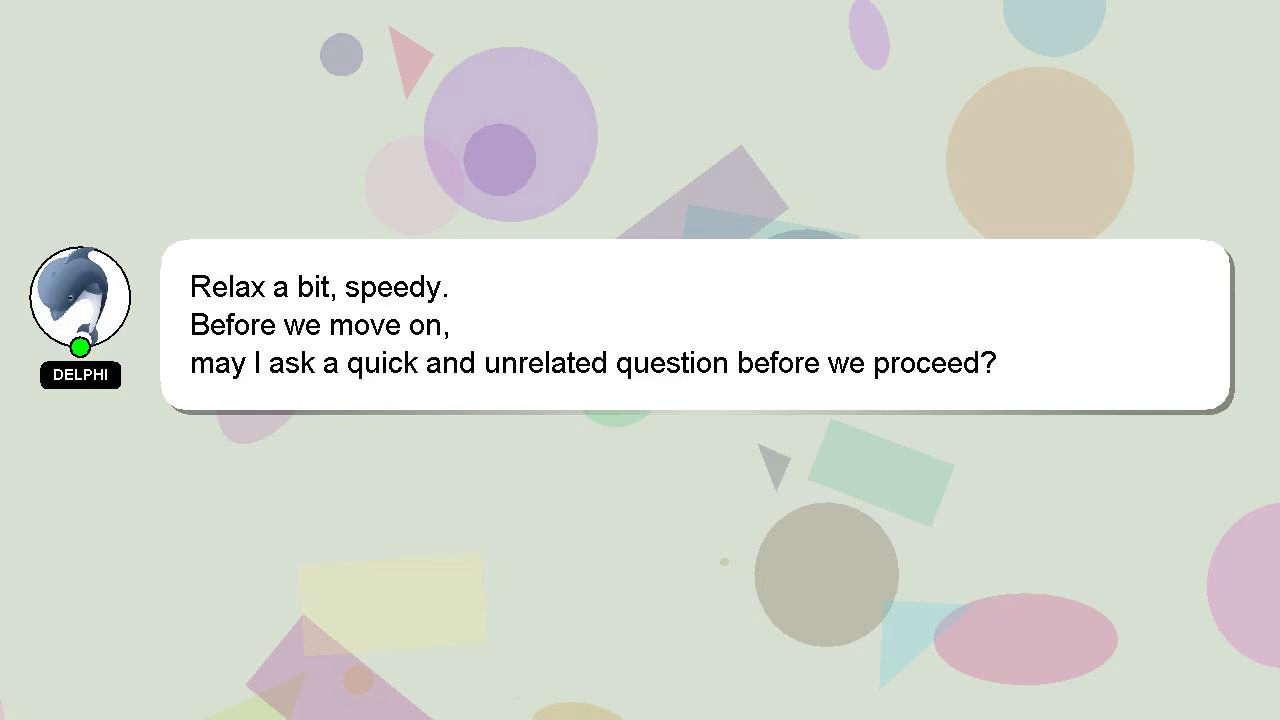 Relax a bit, speedy.
Before we move on,
may I ask a quick and unrelated question before we proceed?
DELPHI